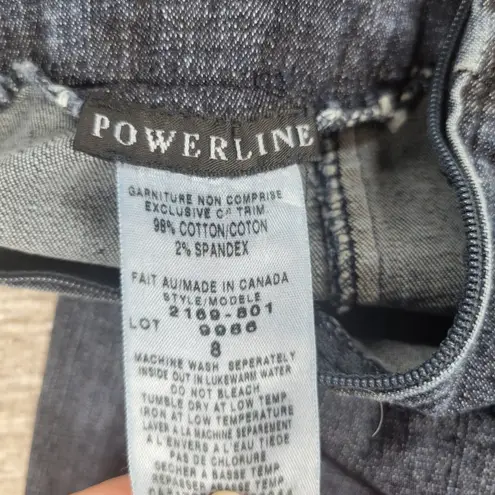 POWERLINE
GARNITURE NON COMPRISE
EXCLUSIVE OF TRIM
98% COTTON/COTON
2% SPANDEX
FAIT AU/MADE IN CANADA
STYLE/MODELE
2169-801
LOT 9986
8
MACHINE WASH SEPERATELY
INSIDE OUT IN LUKEWARM WATER
DO NOT BLEACH
TUMBLE DRY AT LOW TEMP
IRON AT LOW TEMPERATURE
LAVER A LA MACHINE SEPAREMENT
A L'ENVERS A L'EAU TIEDE
PAS DE CHLORURE
SECHER A BASSE TEMP
REPASSER BASSE TEMP